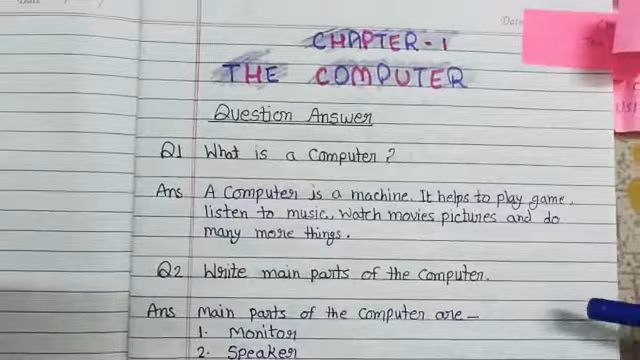 Date
CHAPTER - 1
THE COMPUTER
Question Answer
Q1 What is a Computer?
Ans A Computer is a machine. It helps to play game,
listen to music, Watch movies pictures and do
many more things.
Q2 Write main parts of the computer.
Ans Main parts of the computer are –
1. Monitor
2. Speaker